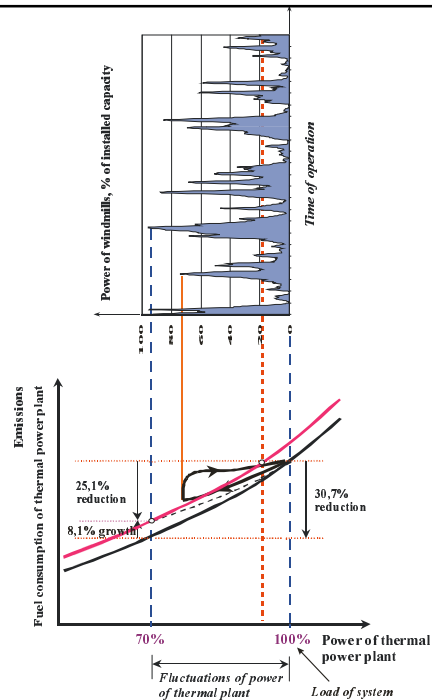 Power of windmills, % of installed capacity
Time of operation
100
80
60
40
20
0
Emissions
Fuel consumption of thermal power plant
25,1%
reduction
8,1% growth
30,7%
reduction
70%
100%
Power of thermal
power plant
Fluctuations of power
of thermal plant
Load of system